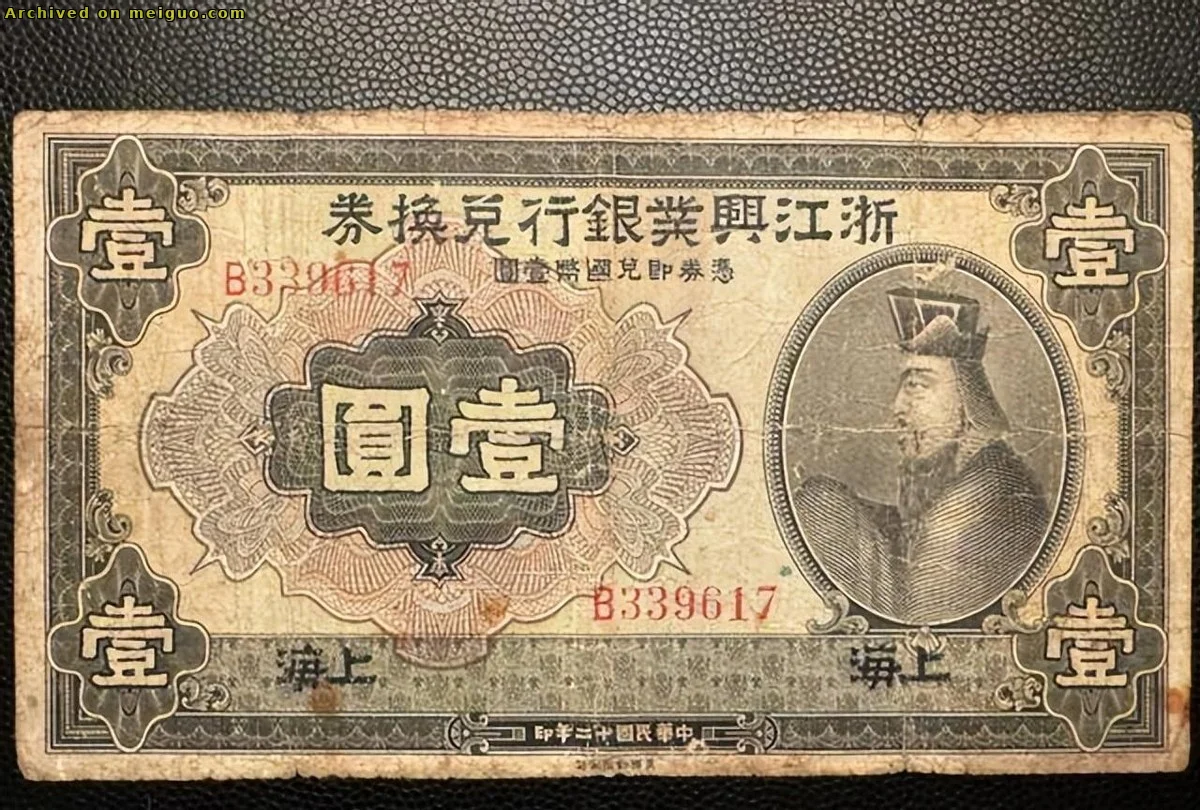 Archived on meiguo.com
浙江興業銀行兌換券
憑券即兌國幣壹圓
B339617
壹
壹
壹圓
B339617
上海
上海
壹
壹
中華民國十二年印